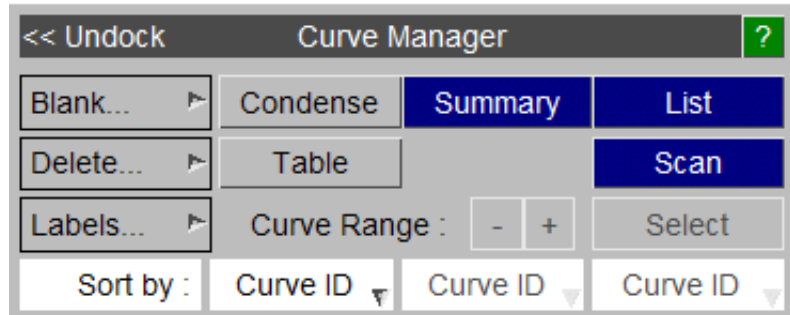 << Undock Curve Manager ?
Blank... Condense Summary List
Delete... Table Scan
Labels... Curve Range : - + Select
Sort by : Curve ID Curve ID Curve ID